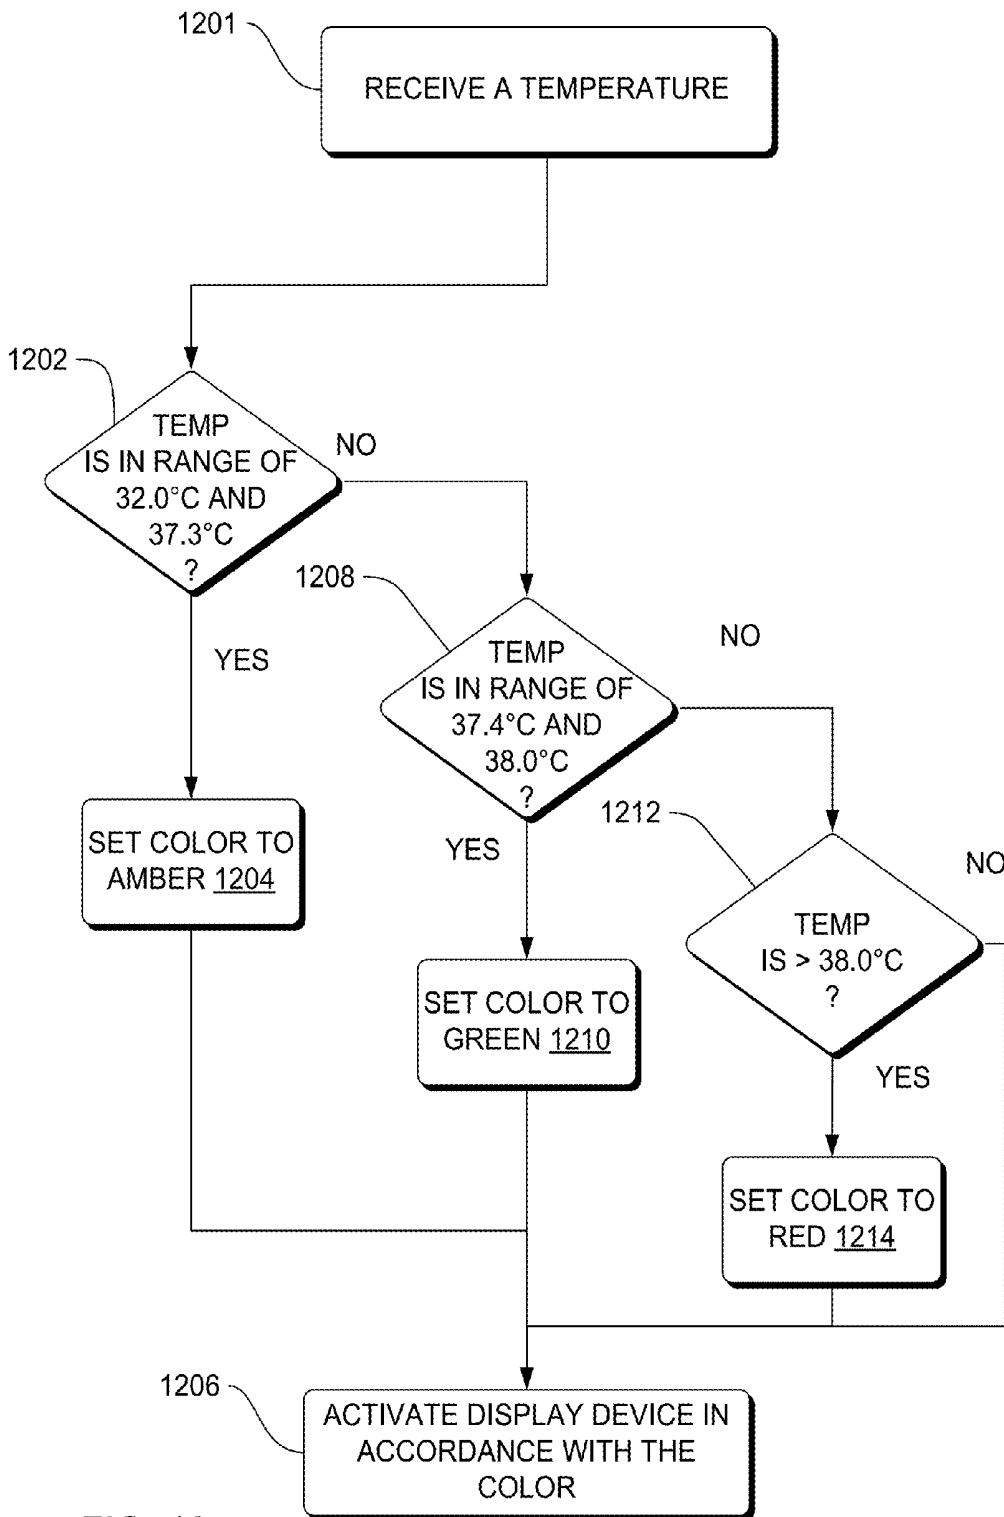 1201
RECEIVE A TEMPERATURE
1202
TEMP
IS IN RANGE OF
32.0°C AND
37.3°C
?
NO
YES
1208
TEMP
IS IN RANGE OF
37.4°C AND
38.0°C
?
NO
YES
SET COLOR TO
AMBER 1204
1212
TEMP
IS > 38.0°C
?
NO
YES
SET COLOR TO
GREEN 1210
SET COLOR TO
RED 1214
1206
ACTIVATE DISPLAY DEVICE IN
ACCORDANCE WITH THE
COLOR